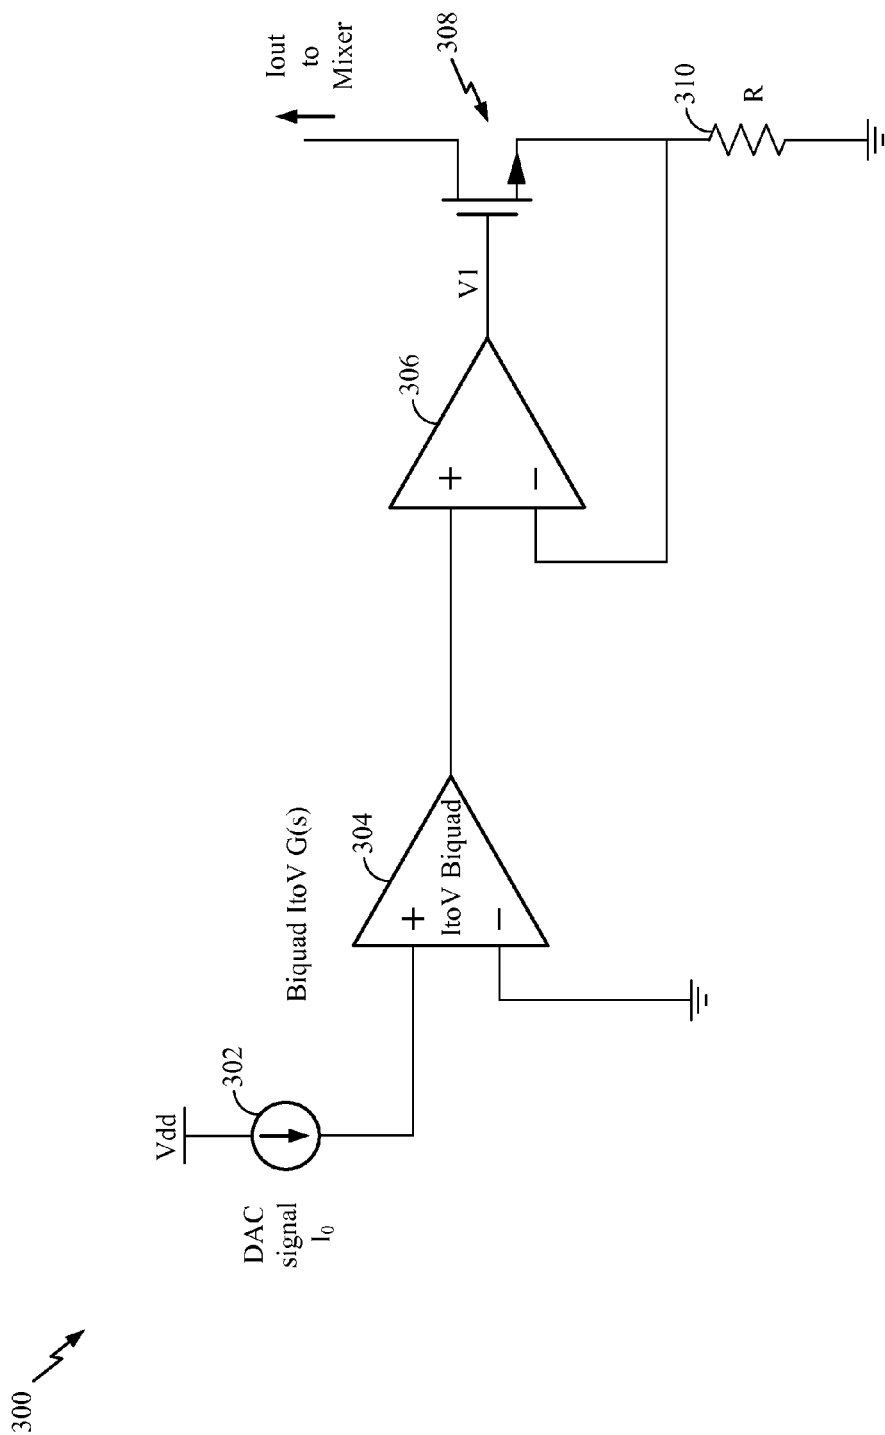 300
Vdd
302
DAC
signal
I₀
Biquad ItoV G(s)
304
+
−
ItoV Biquad
306
+
−
V1
Iout
to
Mixer
308
310
R